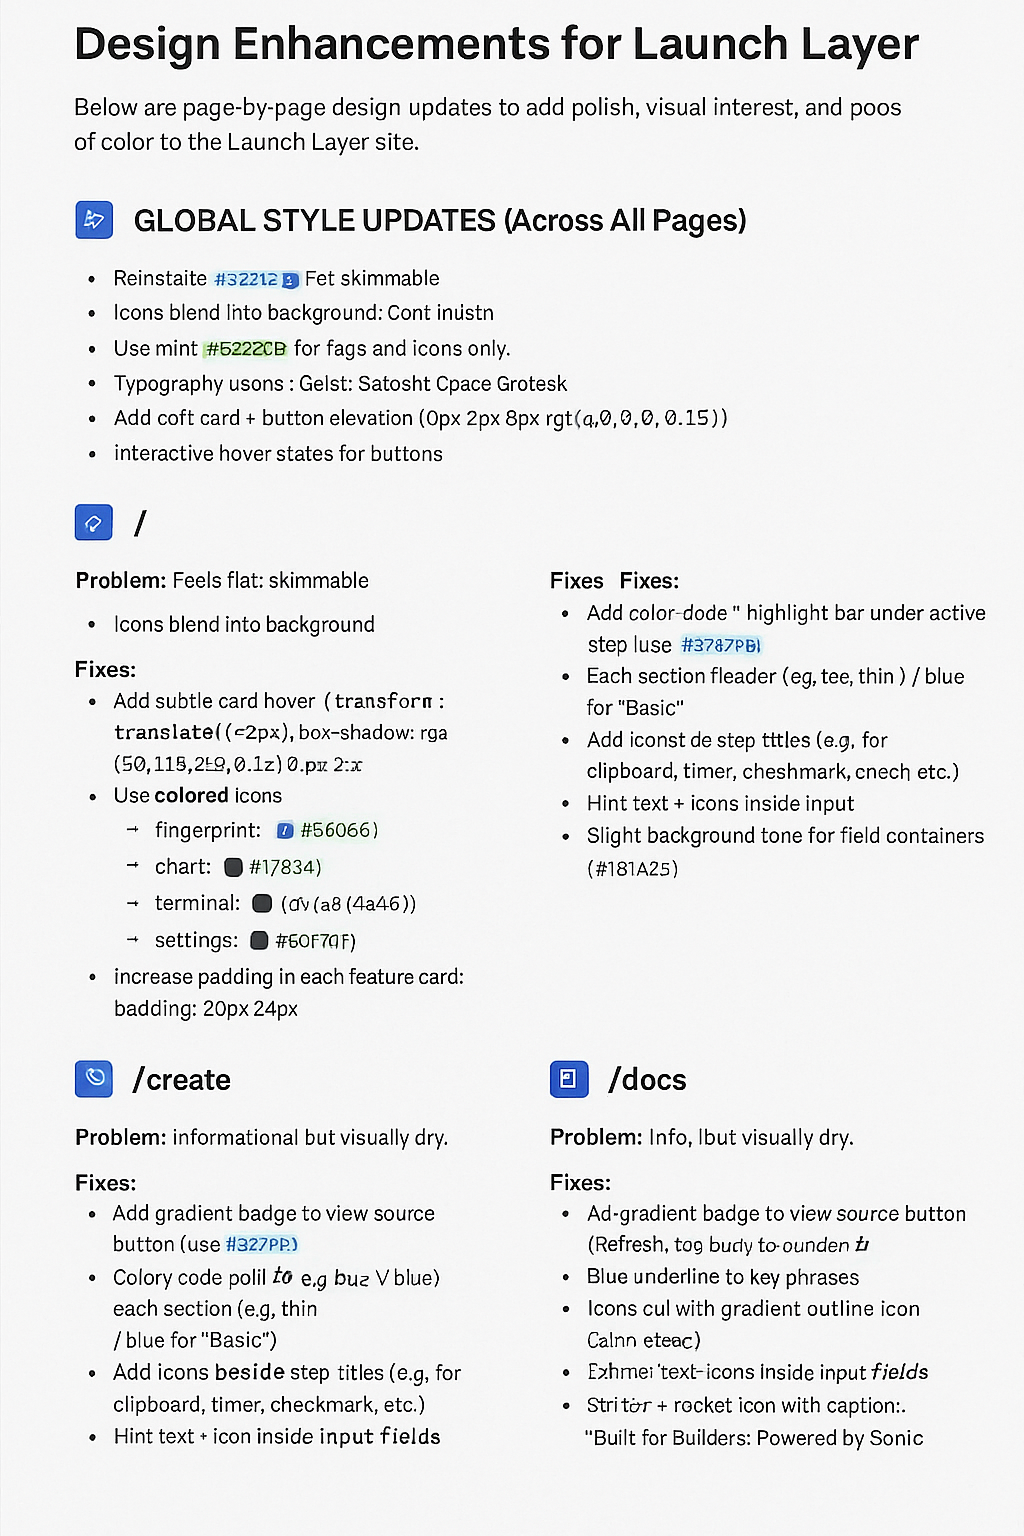 Design Enhancements for Launch Layer
Below are page-by-page design updates to add polish, visual interest, and poos
of color to the Launch Layer site.
GLOBAL STYLE UPDATES (Across All Pages)
• Reinstaite #32212 Fet skimmable
• Icons blend Into background: Cont inustn
• Use mint #5222CB for fags and icons only.
• Typography usons : Gelst: Satosht Cpace Grotesk
• Add coft card + button elevation (0px 2px 8px rgt(a,0,0,0, 0.15))
• interactive hover states for buttons
/
Problem: Feels flat: skimmable
• Icons blend into background
Fixes:
• Add subtle card hover (transform :
translate((-2px), box-shadow: rga
(50,115, 0.1z) 0.px
• Use colored icons
→ fingerprint: #56066)
→ chart: #17834)
→ terminal: (a8 (4a46))
→ settings: #60F70F)
• increase padding in each feature card:
badding: 20px 24px
Fixes Fixes:
• Add color-dode " highlight bar under active
step luse #3787PB)
• Each section fleader (eg, tee, thin ) / blue
for "Basic"
• Add iconst de step tttles (e.g, for
clipboard, timer, cheshmark, cnech etc.)
• Hint text + icons inside input
• Slight background tone for field containers
(#181A25)
/create
Problem: informational but visually dry.
Fixes:
• Add gradient badge to view source
button (use #327PP.)
• Colory code polil to e,g buz V blue)
each section (e.g, thin
/ blue for "Basic")
• Add icons beside step titles (e.g, for
clipboard, timer, checkmark, etc.)
• Hint text + icon inside input fields
/docs
Problem: Info, lbut visually dry.
Fixes:
• Ad-gradient badge to view source button
(Refresh, tog budy to-ounden
• Blue underline to key phrases
• Icons cul with gradient outline icon
Calnn eteac)
• text-icons Inside input fields
• + rocket icon with caption:.
"Built for Builders: Powered by Sonic